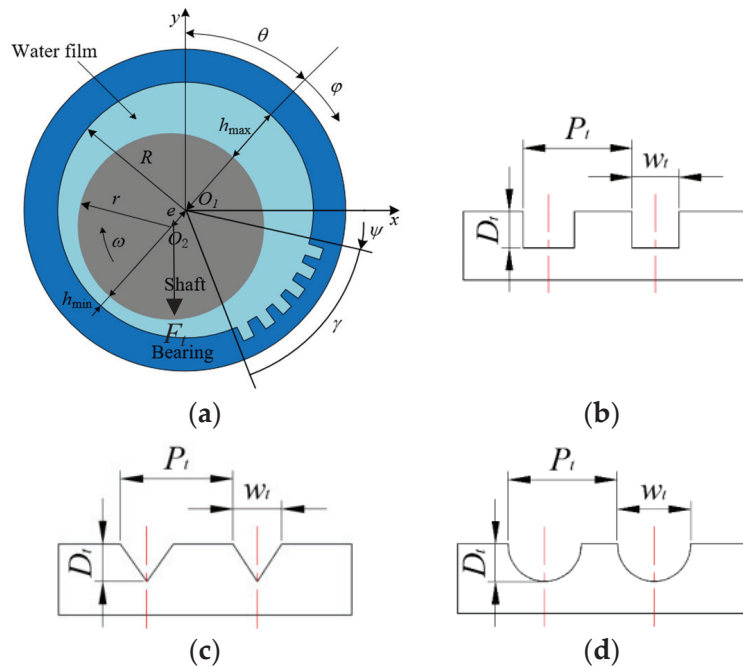 y
θ
φ
Water film
h_max
R
r
e
O_1
x
O_2
ψ
ω
Shaft
h_min
F_t
γ
Bearing
(a)
P_t
w_t
D_t
(b)
P_t
w_t
D_t
(c)
P_t
w_t
D_t
(d)